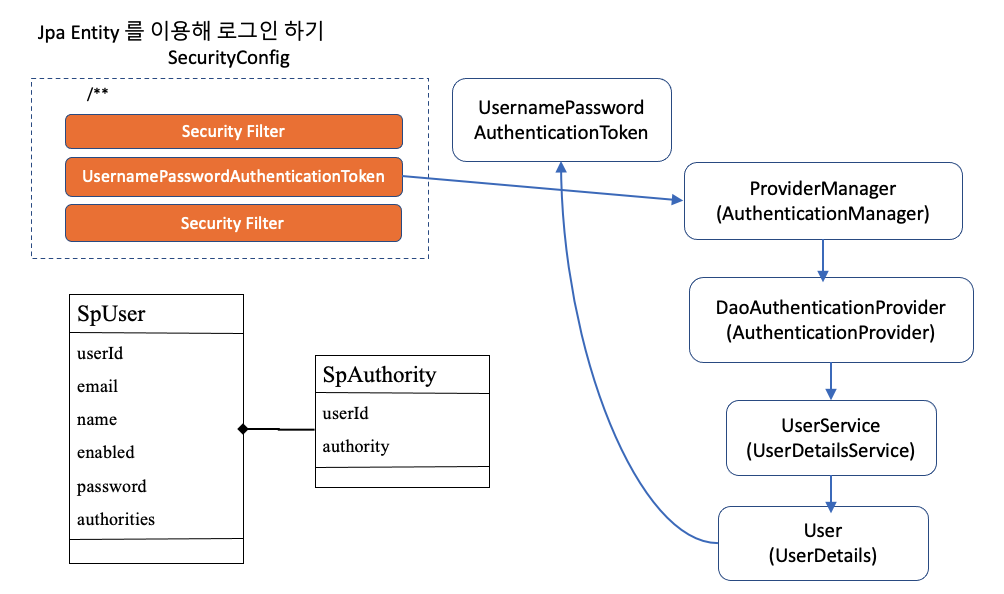 Jpa Entity 를 이용해 로그인 하기
SecurityConfig
/**
Security Filter
UsernamePasswordAuthenticationToken
Security Filter
UsernamePassword
AuthenticationToken
ProviderManager
(AuthenticationManager)
DaoAuthenticationProvider
(AuthenticationProvider)
UserService
(UserDetailsService)
User
(UserDetails)
SpUser
userId
email
name
enabled
password
authorities
SpAuthority
userId
authority